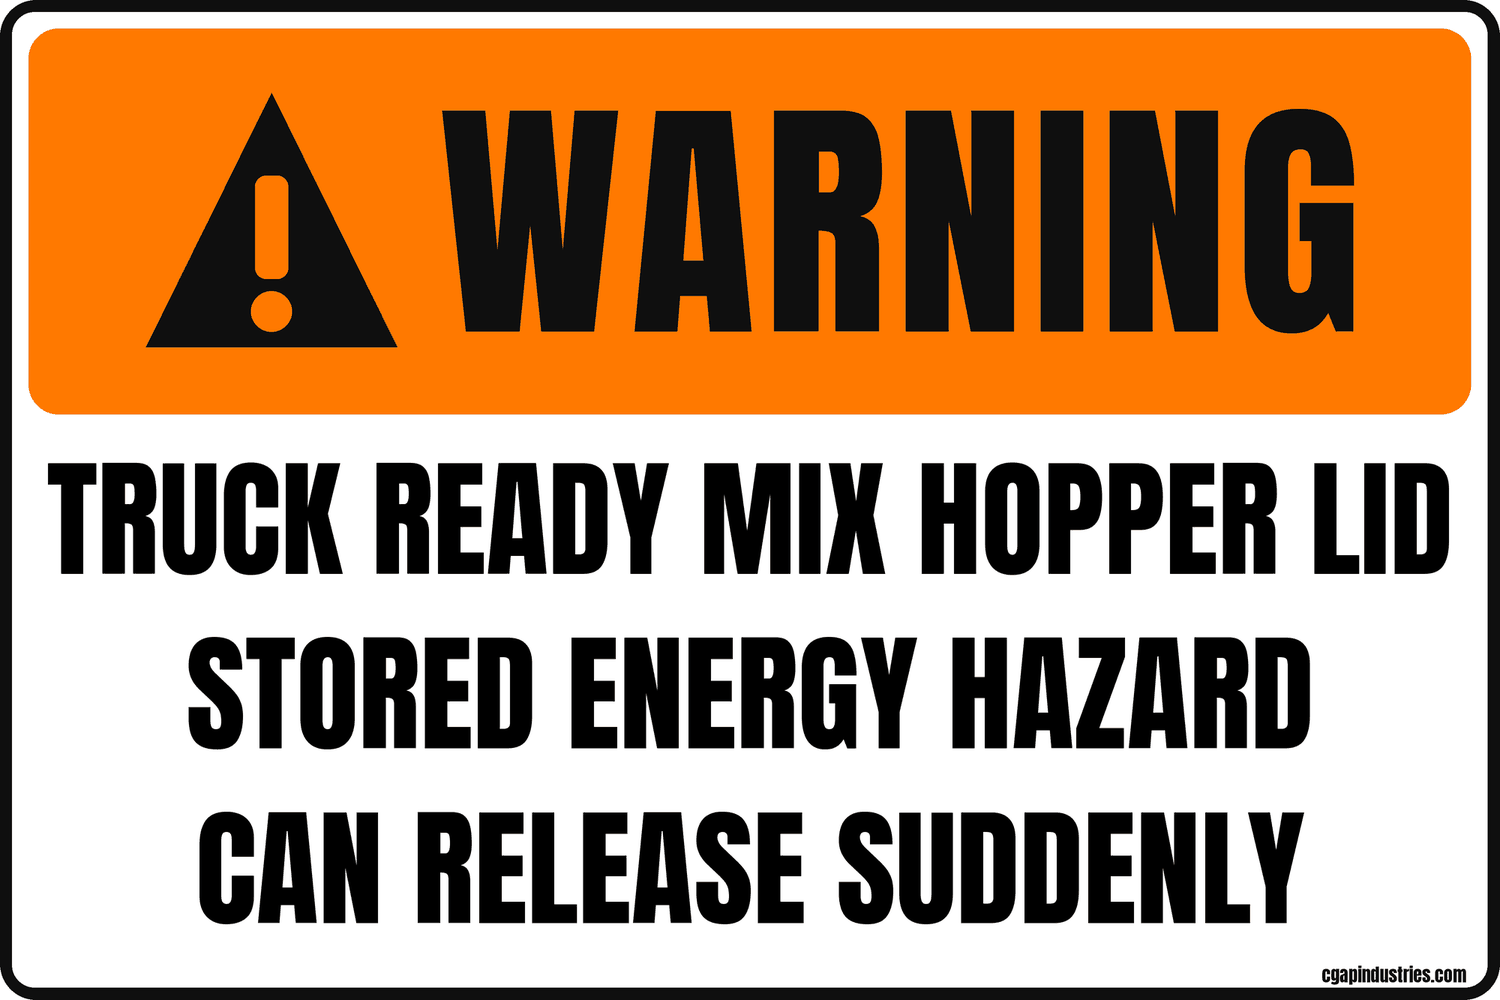 WARNING
TRUCK READY MIX HOPPER LID
STORED ENERGY HAZARD
CAN RELEASE SUDDENLY
cgapindustries.com